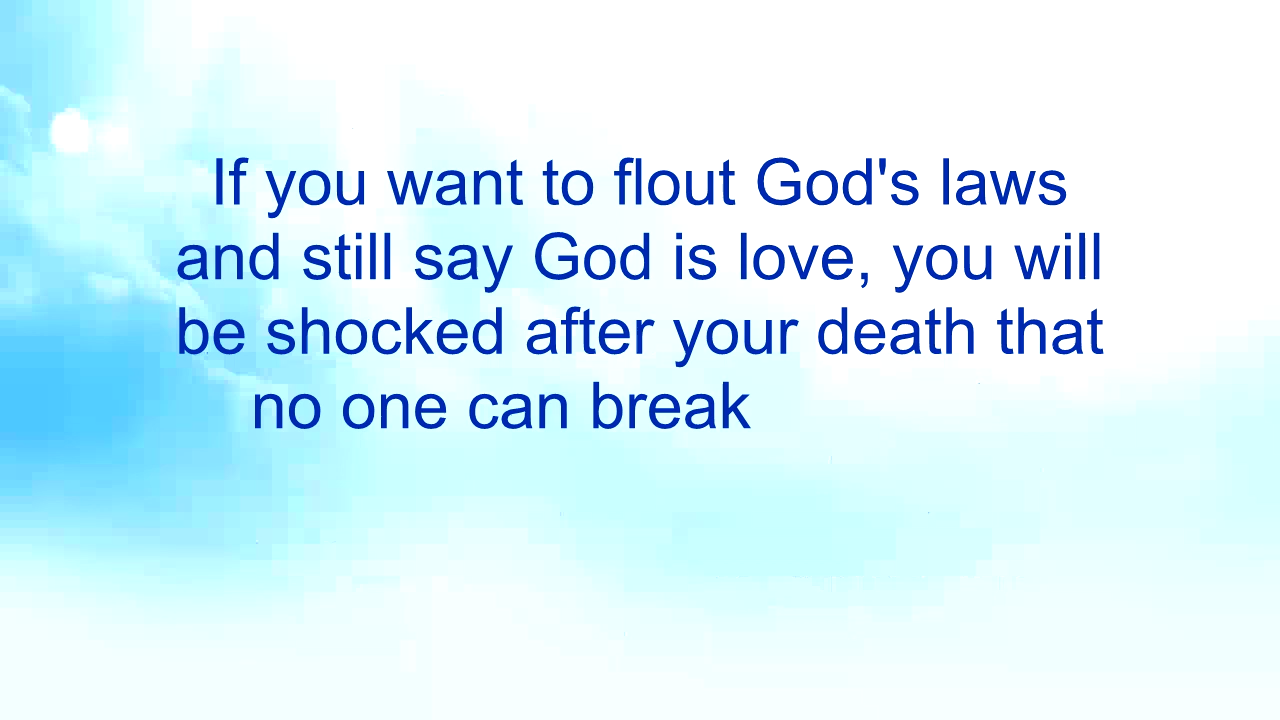 If you want to flout God's laws
and still say God is love, you will
be shocked after your death that
no one can break